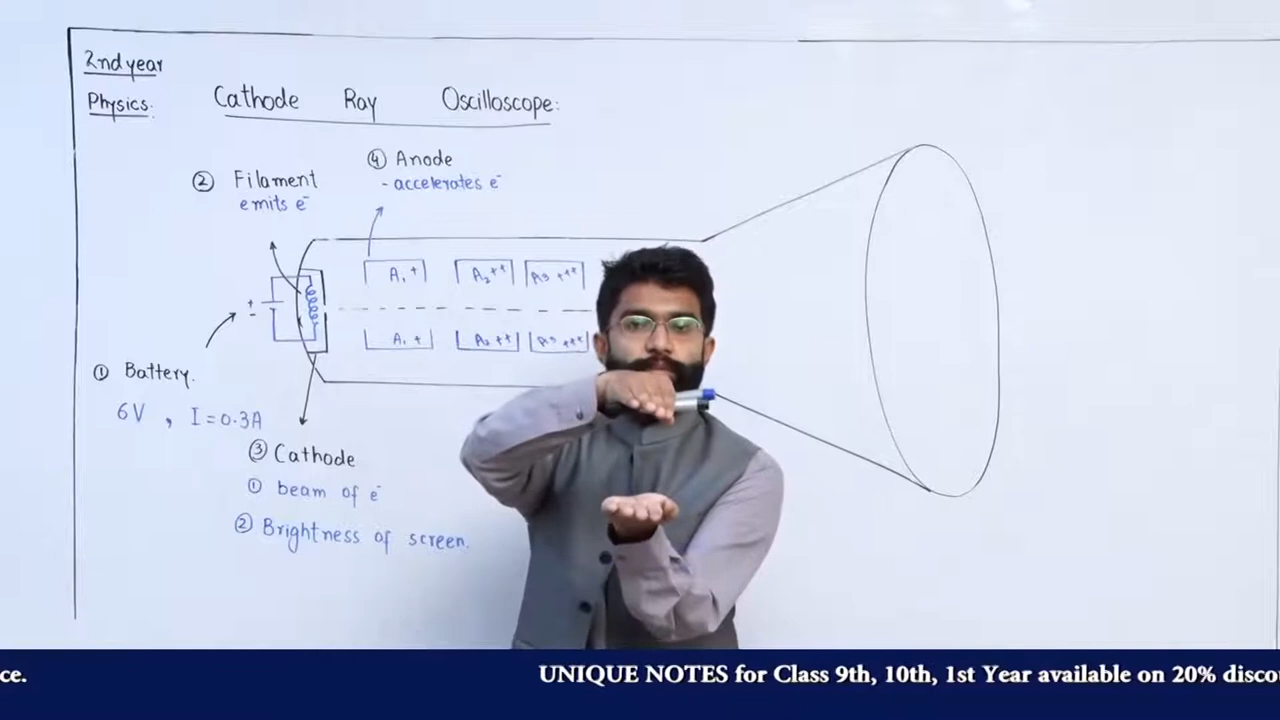 2nd year
Physics:
Cathode Ray Oscilloscope:
④ Anode
- accelerates e⁻
② Filament
emits e⁻
A₁ + A₂ ++ A₃ +++
+
-
A₁ + A₂ ++ A₃ +++
① Battery.
6V , I = 0.3A
③ Cathode
① beam of e⁻
② Brightness of screen.
ce. UNIQUE NOTES for Class 9th, 10th, 1st Year available on 20% disco